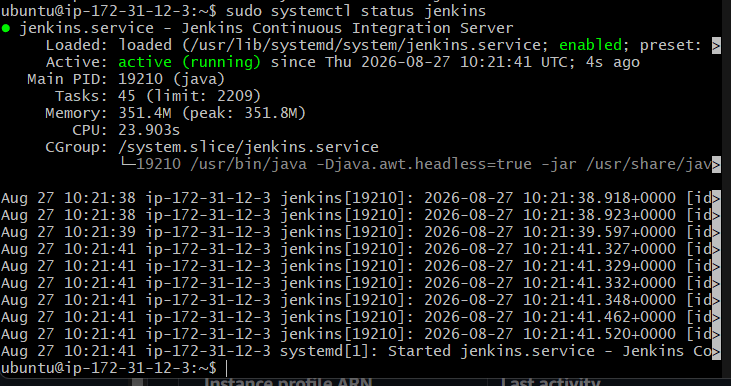 ubuntu@ip-172-31-12-3:~$ sudo systemctl status jenkins
● jenkins.service - Jenkins Continuous Integration Server
     Loaded: loaded (/usr/lib/systemd/system/jenkins.service; enabled; preset: >
     Active: active (running) since Thu 2026-08-27 10:21:41 UTC; 4s ago
   Main PID: 19210 (java)
      Tasks: 45 (limit: 2209)
     Memory: 351.4M (peak: 351.8M)
        CPU: 23.903s
     CGroup: /system.slice/jenkins.service
             └─19210 /usr/bin/java -Djava.awt.headless=true -jar /usr/share/jav>
Aug 27 10:21:38 ip-172-31-12-3 jenkins[19210]: 2026-08-27 10:21:38.918+0000 [id>
Aug 27 10:21:38 ip-172-31-12-3 jenkins[19210]: 2026-08-27 10:21:38.923+0000 [id>
Aug 27 10:21:39 ip-172-31-12-3 jenkins[19210]: 2026-08-27 10:21:39.597+0000 [id>
Aug 27 10:21:41 ip-172-31-12-3 jenkins[19210]: 2026-08-27 10:21:41.327+0000 [id>
Aug 27 10:21:41 ip-172-31-12-3 jenkins[19210]: 2026-08-27 10:21:41.329+0000 [id>
Aug 27 10:21:41 ip-172-31-12-3 jenkins[19210]: 2026-08-27 10:21:41.332+0000 [id>
Aug 27 10:21:41 ip-172-31-12-3 jenkins[19210]: 2026-08-27 10:21:41.348+0000 [id>
Aug 27 10:21:41 ip-172-31-12-3 jenkins[19210]: 2026-08-27 10:21:41.462+0000 [id>
Aug 27 10:21:41 ip-172-31-12-3 jenkins[19210]: 2026-08-27 10:21:41.520+0000 [id>
Aug 27 10:21:41 ip-172-31-12-3 systemd[1]: Started jenkins.service - Jenkins Co>
ubuntu@ip-172-31-12-3:~$
Instance profile ARN Last activity